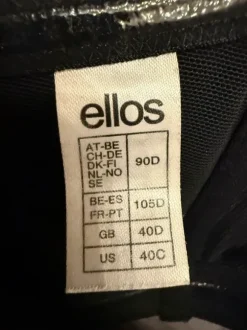 ellos
AT-BE
CH-DE
DK-FI
NL-NO
SE
90D
BE-ES
FR-PT
105D
GB
40D
US
40C